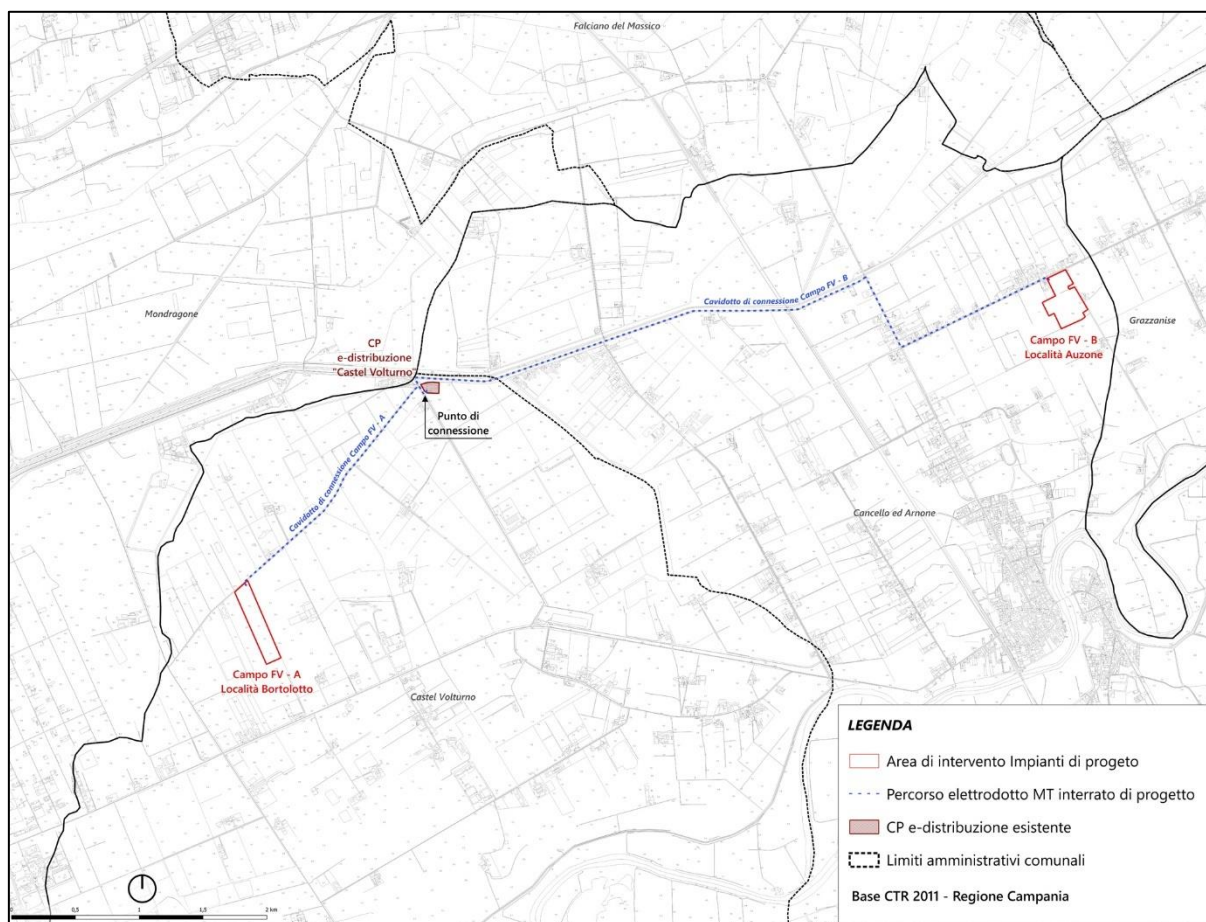 Falciano del Massico
Mondragone
Cavidotto di connessione Campo FV - B
Grazzanise
Campo FV - B
Località Auzone
CP
e-distribuzione
"Castel Volturno"
Punto di
connessione
Cavidotto di connessione Campo FV - A
Cancello ed Arnone
Campo FV - A
Località Bortolotto
Castel Volturno
LEGENDA
Area di intervento Impianti di progeto
Percorso elettrodotto MT interrato di progetto
CP e-distribuzione esistente
Limiti amministrativi comunali
Base CTR 2011 - Regione Campania
0 0,5 1 1,5 2 km